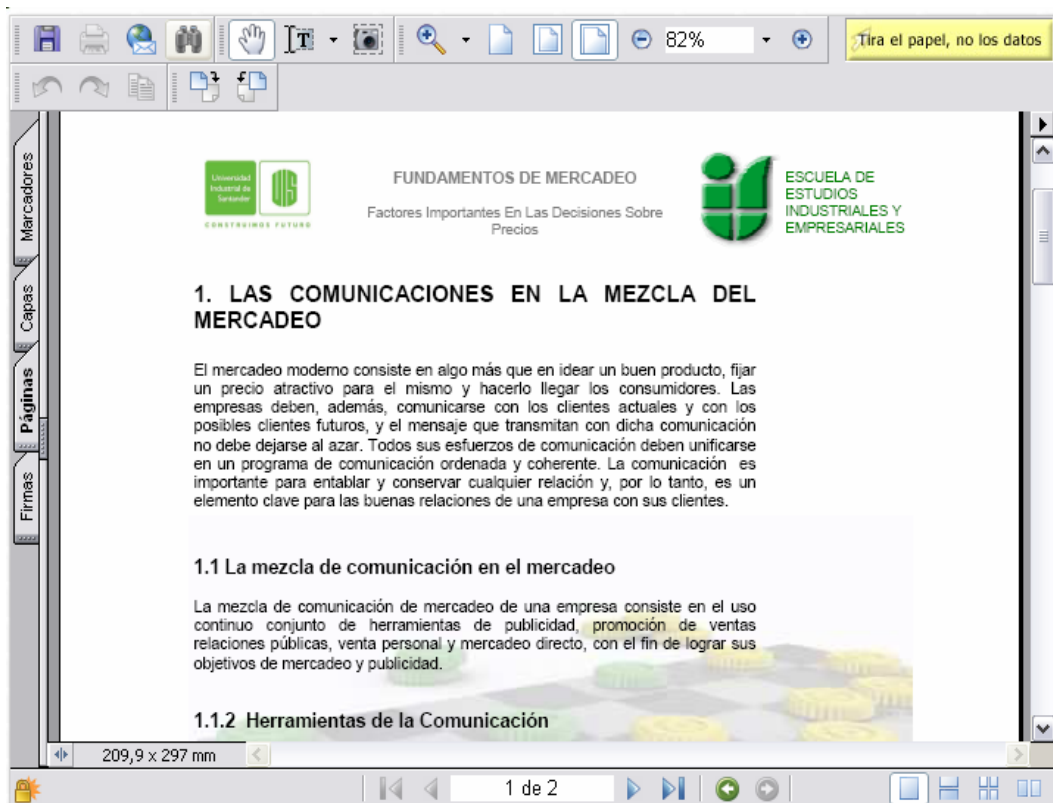 82%
Tira el papel, no los datos
Marcadores
Capas
Páginas
Firmas
Universidad
Industrial de
Santander
UIS
CONSTRUIMOS FUTURO
FUNDAMENTOS DE MERCADEO
Factores Importantes En Las Decisiones Sobre
Precios
ESCUELA DE
ESTUDIOS
INDUSTRIALES Y
EMPRESARIALES
1. LAS COMUNICACIONES EN LA MEZCLA DEL
MERCADEO
El mercadeo moderno consiste en algo más que en idear un buen producto, fijar
un precio atractivo para el mismo y hacerlo llegar los consumidores. Las
empresas deben, además, comunicarse con los clientes actuales y con los
posibles clientes futuros, y el mensaje que transmitan con dicha comunicación
no debe dejarse al azar. Todos sus esfuerzos de comunicación deben unificarse
en un programa de comunicación ordenada y coherente. La comunicación es
importante para entablar y conservar cualquier relación y, por lo tanto, es un
elemento clave para las buenas relaciones de una empresa con sus clientes.
1.1 La mezcla de comunicación en el mercadeo
La mezcla de comunicación de mercadeo de una empresa consiste en el uso
continuo conjunto de herramientas de publicidad, promoción de ventas
relaciones públicas, venta personal y mercadeo directo, con el fin de lograr sus
objetivos de mercadeo y publicidad.
1.1.2 Herramientas de la Comunicación
209,9 x 297 mm
1 de 2